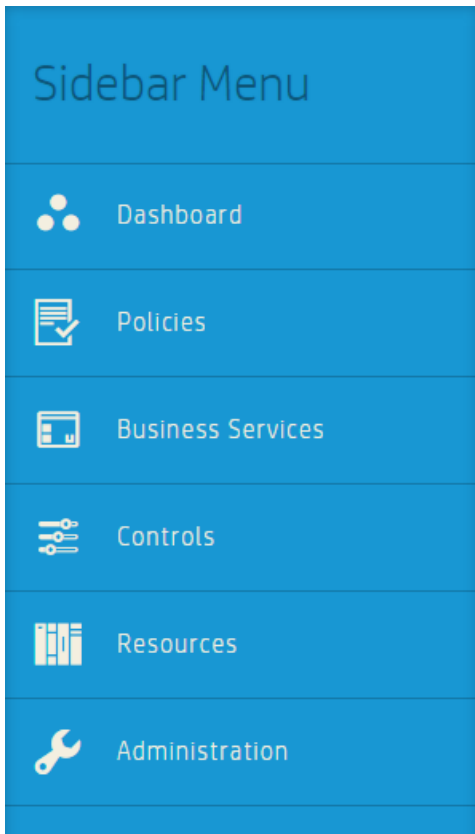 Sidebar Menu
Dashboard
Policies
Business Services
Controls
Resources
Administration